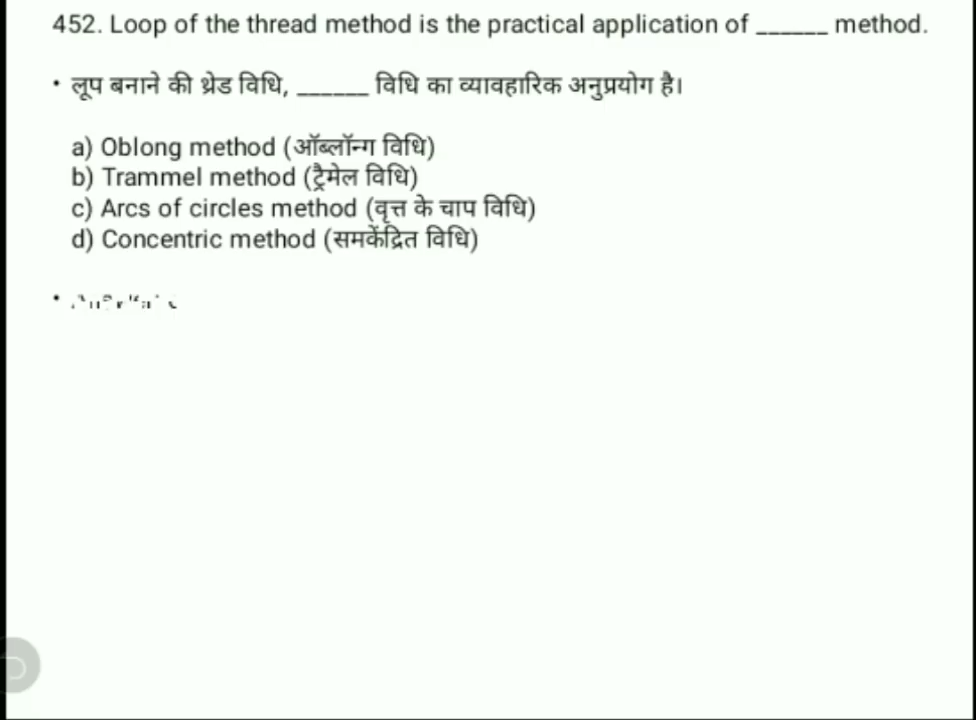 452. Loop of the thread method is the practical application of ______ method.
• लूप बनाने की थ्रेड विधि, ______ विधि का व्यावहारिक अनुप्रयोग है।
a) Oblong method (ऑब्लॉन्ग विधि)
b) Trammel method (ट्रैमेल विधि)
c) Arcs of circles method (वृत्त के चाप विधि)
d) Concentric method (समकेंद्रित विधि)